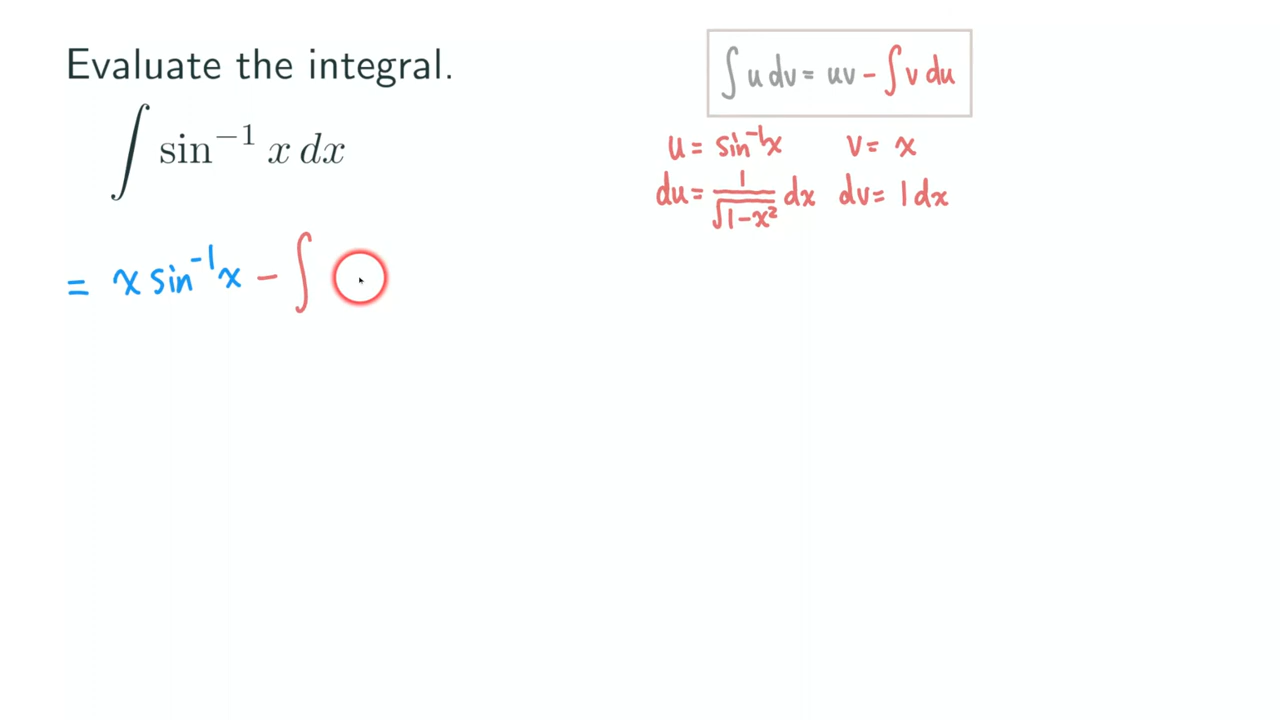 Evaluate the integral.
∫ sin⁻¹ x dx
∫ u dv = uv - ∫ v du
u = sin⁻¹x v = x
du = 1/√(1-x²) dx dv = 1 dx
= x sin⁻¹x - ∫